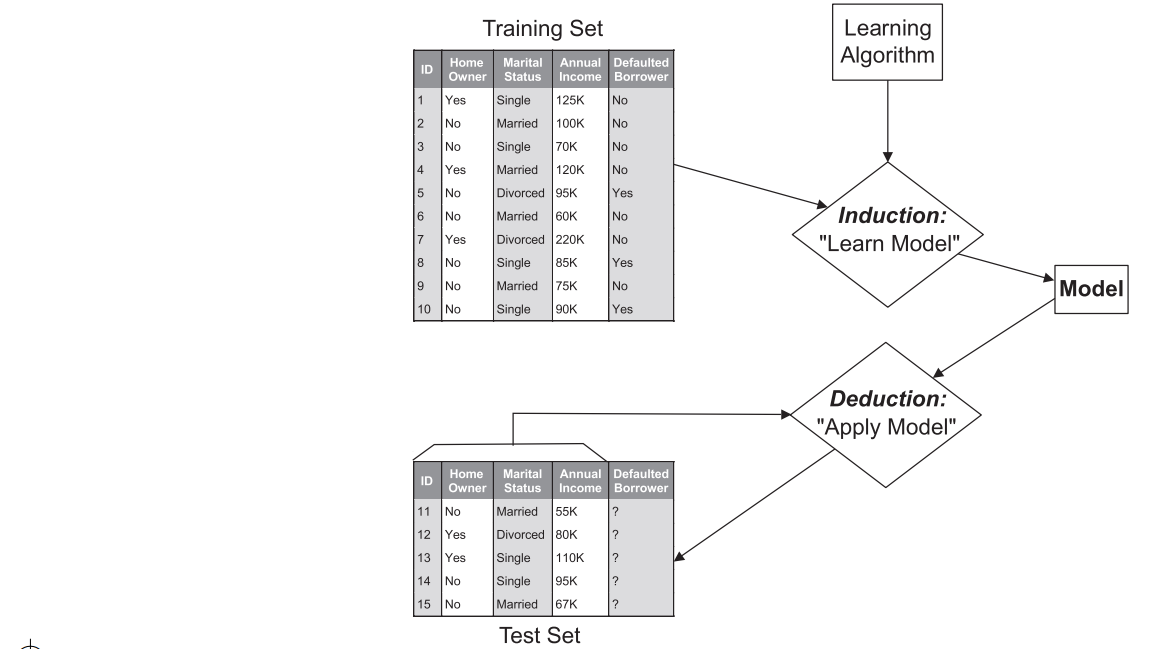 Training Set
Learning
Algorithm
ID Home Owner Marital Status Annual Income Defaulted Borrower
1 Yes Single 125K No
2 No Married 100K No
3 No Single 70K No
4 Yes Married 120K No
5 No Divorced 95K Yes
6 No Married 60K No
7 Yes Divorced 220K No
8 No Single 85K Yes
9 No Married 75K No
10 No Single 90K Yes
Induction:
"Learn Model"
Model
Deduction:
"Apply Model"
ID Home Owner Marital Status Annual Income Defaulted Borrower
11 No Married 55K ?
12 Yes Divorced 80K ?
13 Yes Single 110K ?
14 No Single 95K ?
15 No Married 67K ?
Test Set